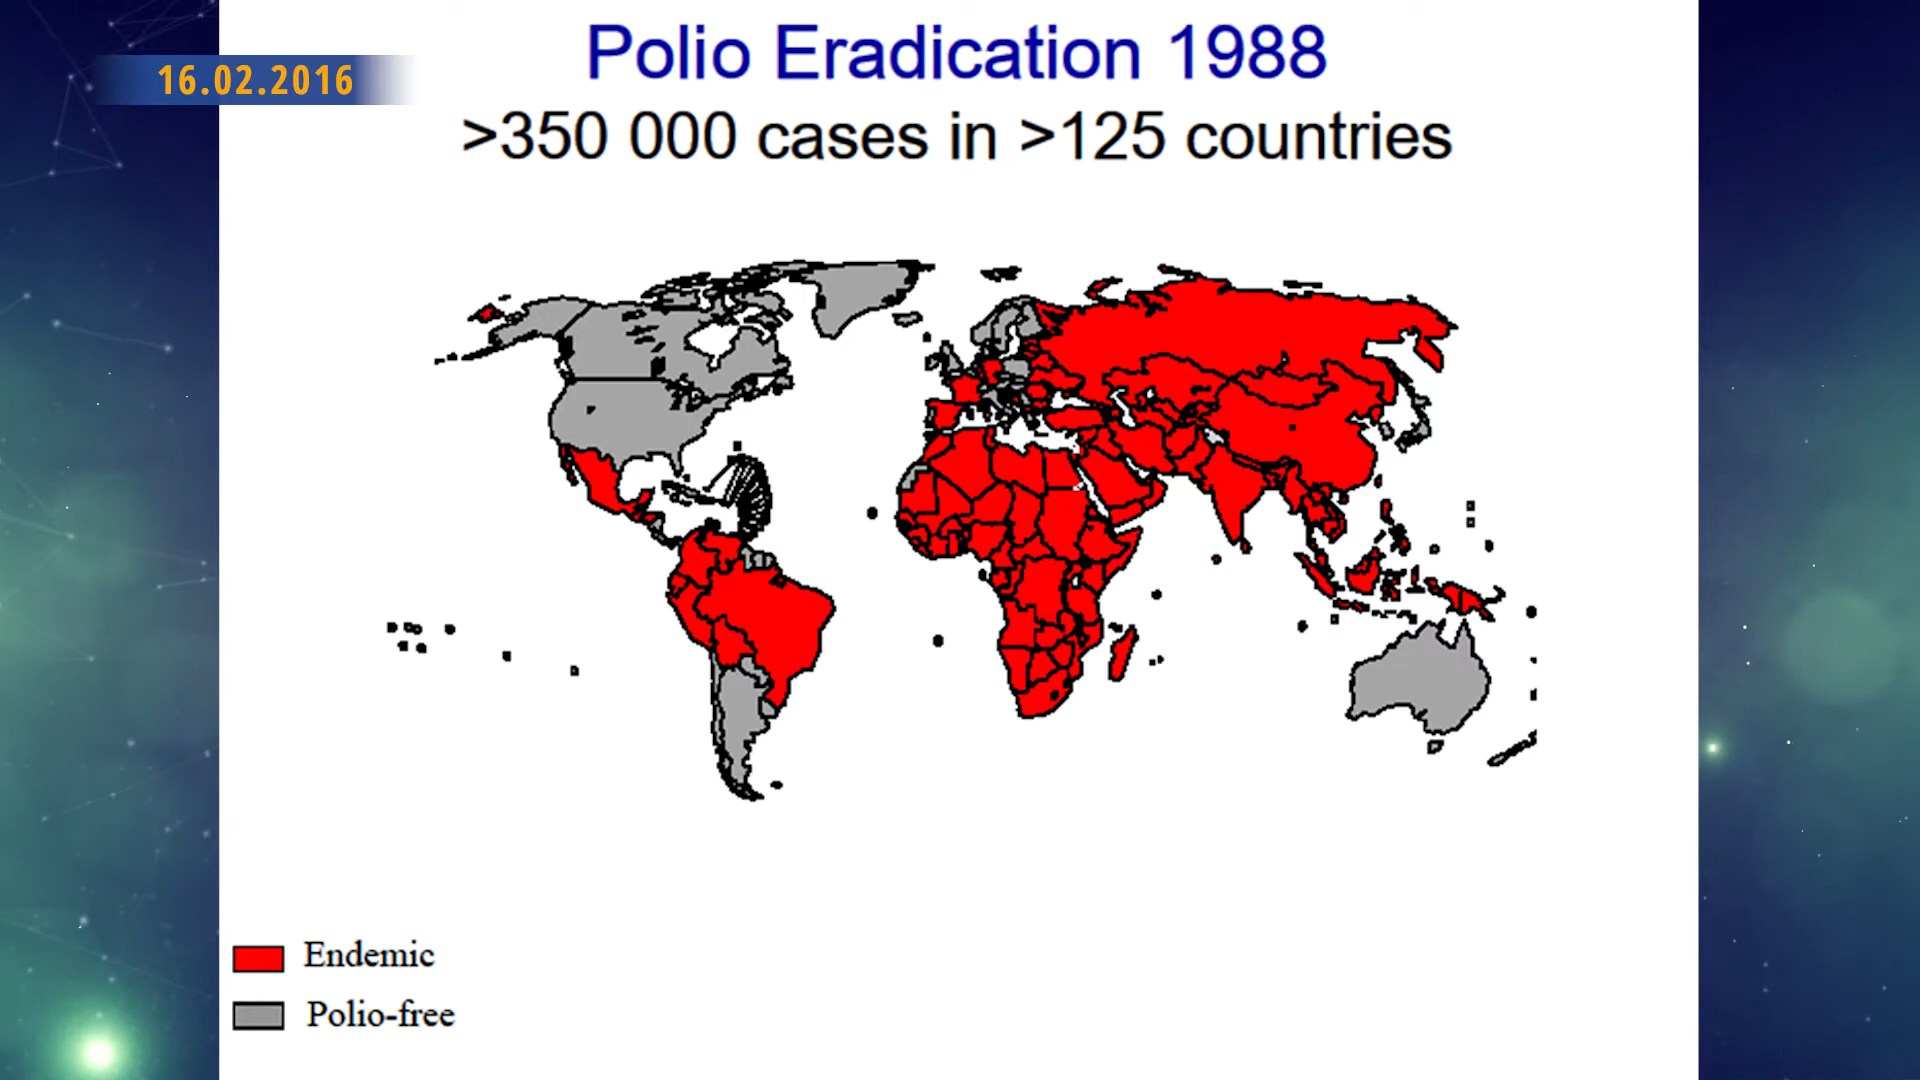 16.02.2016
Polio Eradication 1988
>350 000 cases in >125 countries
Endemic
Polio-free